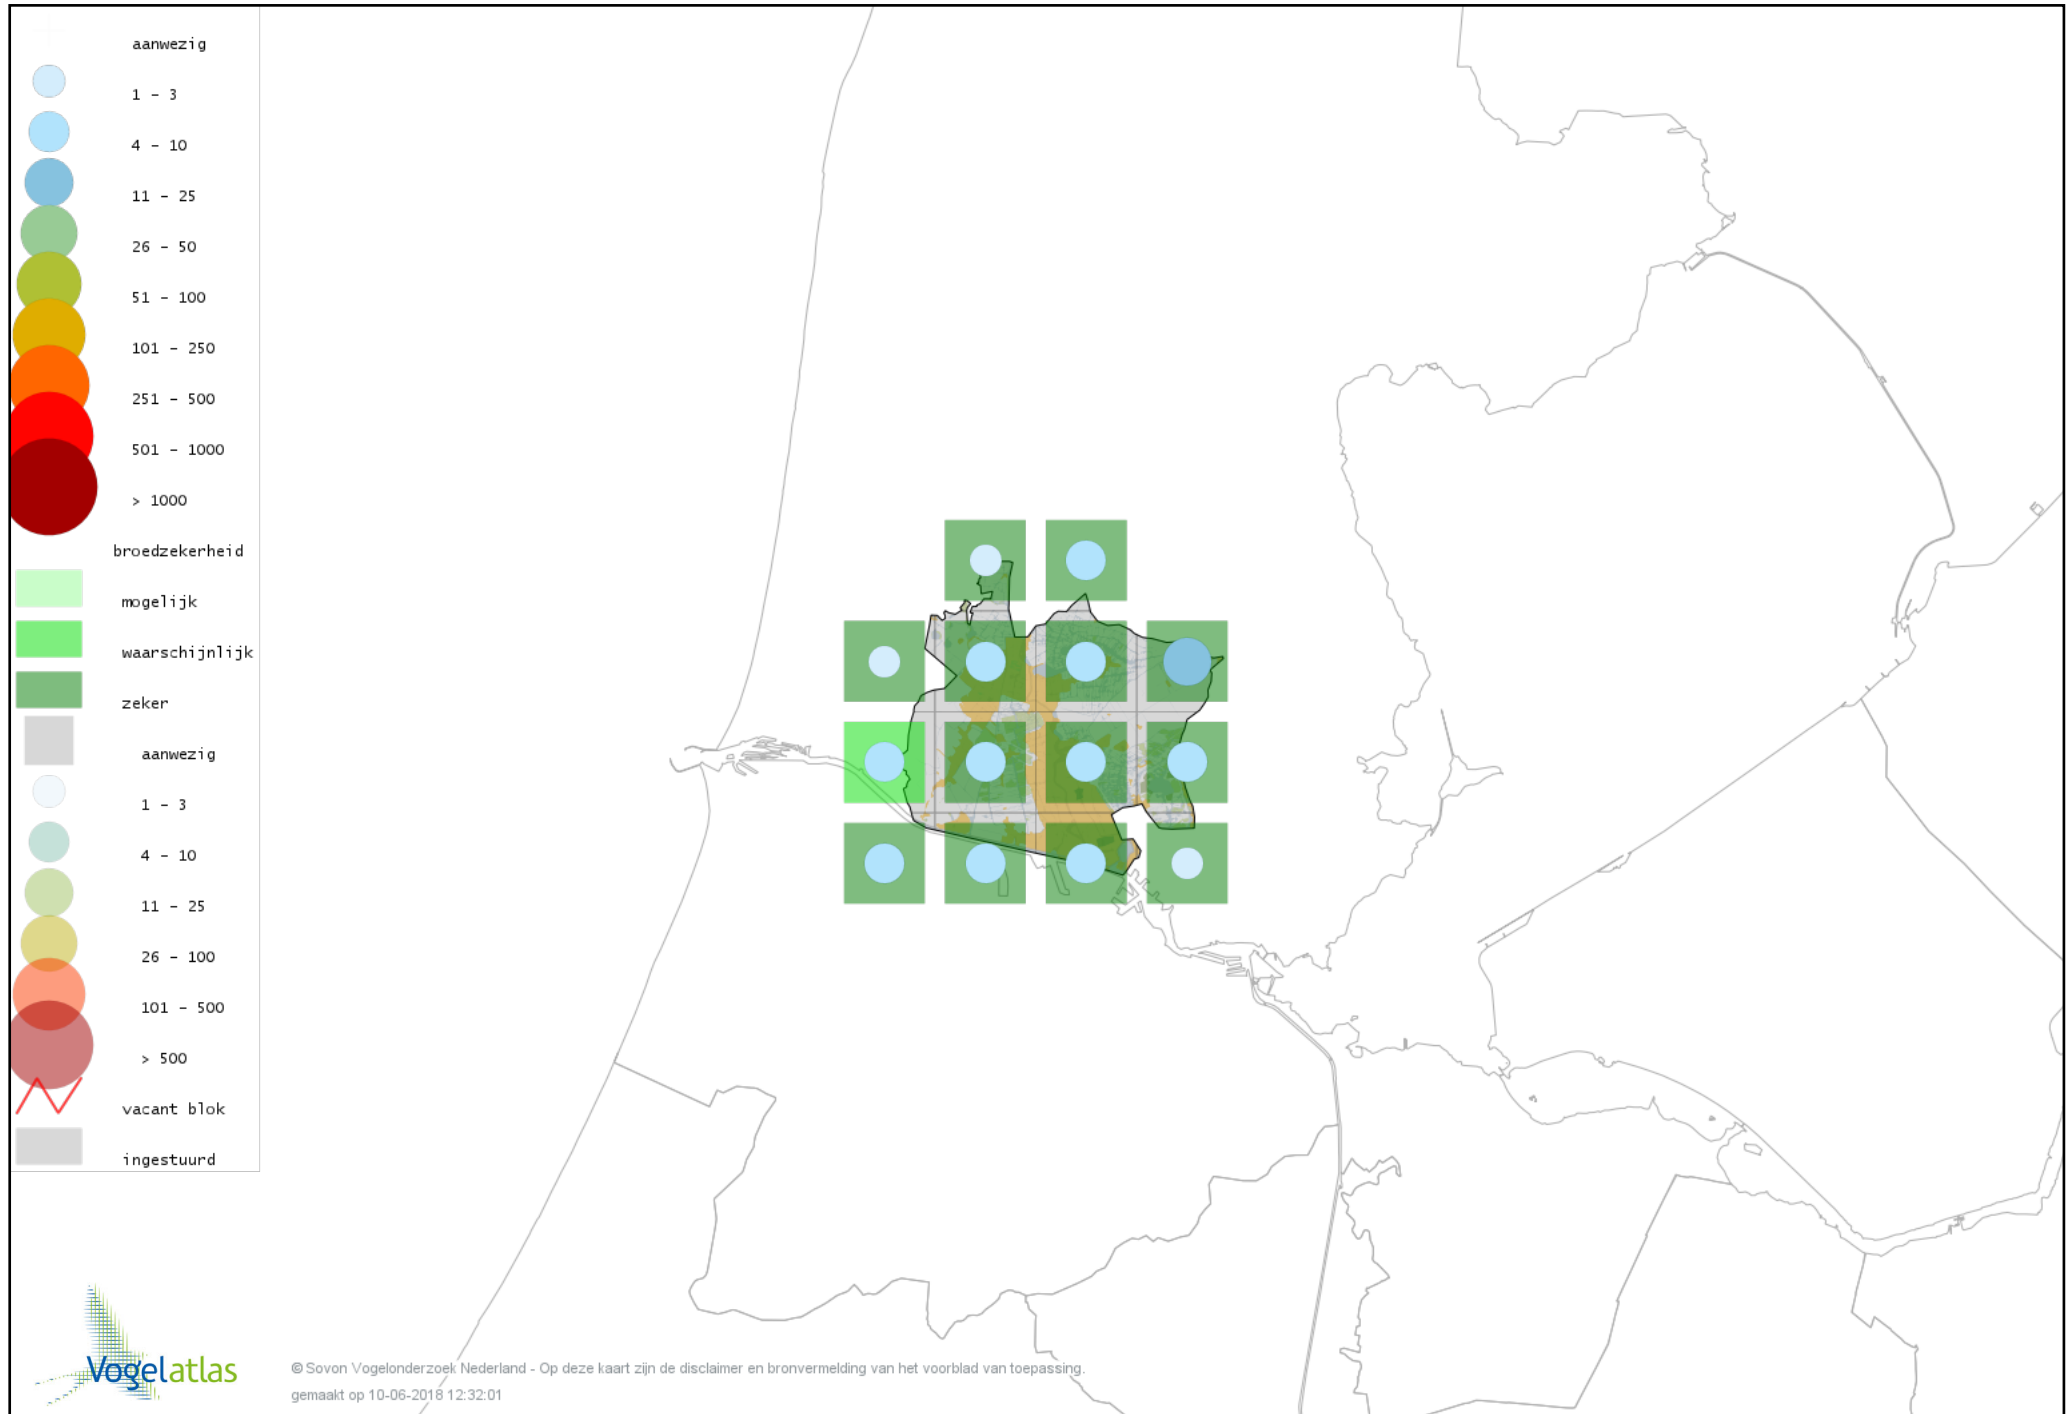 aanwezig
1 - 3
4 - 10
11 - 25
26 - 50
51 - 100
101 - 250
251 - 500
501 - 1000
> 1000
broedzekerheid
mogelijk
waarschijnlijk
zeker
aanwezig
1 - 3
4 - 10
11 - 25
26 - 100
101 - 500
> 500
vacant blok
ingestuurd
Vogelatlas
© Sovon Vogelonderzoek Nederland - Op deze kaart zijn de disclaimer en bronvermelding van het voorblad van toepassing.
gemaakt op 10-06-2018 12:32:01